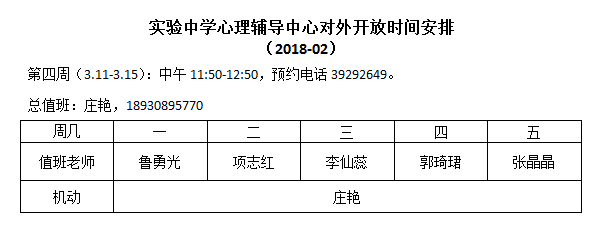 实验中学心理辅导中心对外开放时间安排
（2018-02）
第四周（3.11-3.15）：中午 11:50-12:50，预约电话 39292649。
总值班：庄艳，18930895770
周几 一 二 三 四 五
值班老师 鲁勇光 项志红 李仙蕊 郭琦珺 张晶晶
机动 庄艳